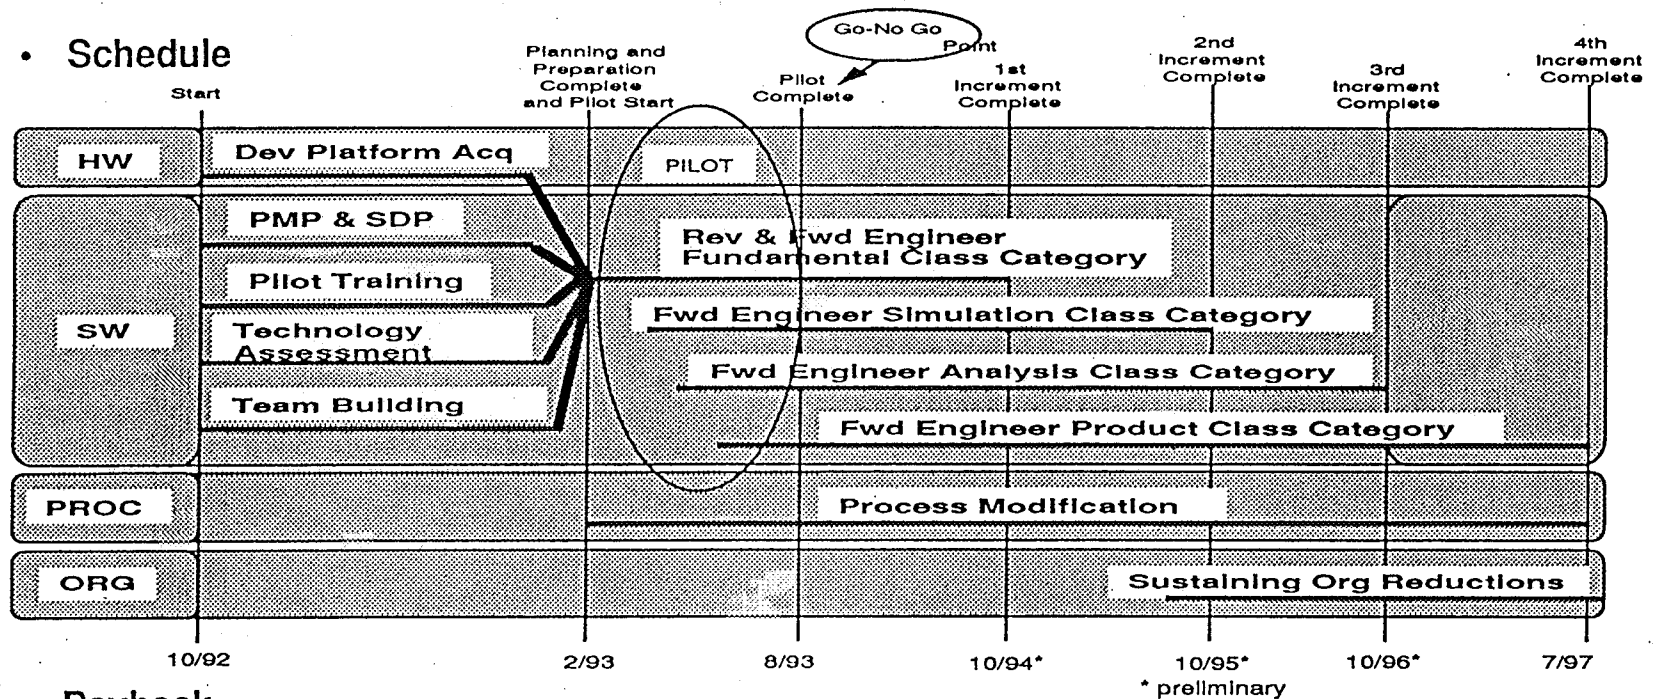 • Schedule
Start
Planning and
Preparation
Complete
and Pilot Start
Pilot
Complete
Go-No Go
Point
1st
Increment
Complete
2nd
Increment
Complete
3rd
Increment
Complete
4th
Increment
Complete
HW
Dev Platform Acq
PILOT
SW
PMP & SDP
Pilot Training
Technology
Assessment
Team Building
Rev & Fwd Engineer
Fundamental Class Category
Fwd Engineer Simulation Class Category
Fwd Engineer Analysis Class Category
Fwd Engineer Product Class Category
PROC
Process Modification
ORG
Sustaining Org Reductions
10/92
2/93
8/93
10/94*
10/95*
10/96*
7/97
* preliminary
Payback